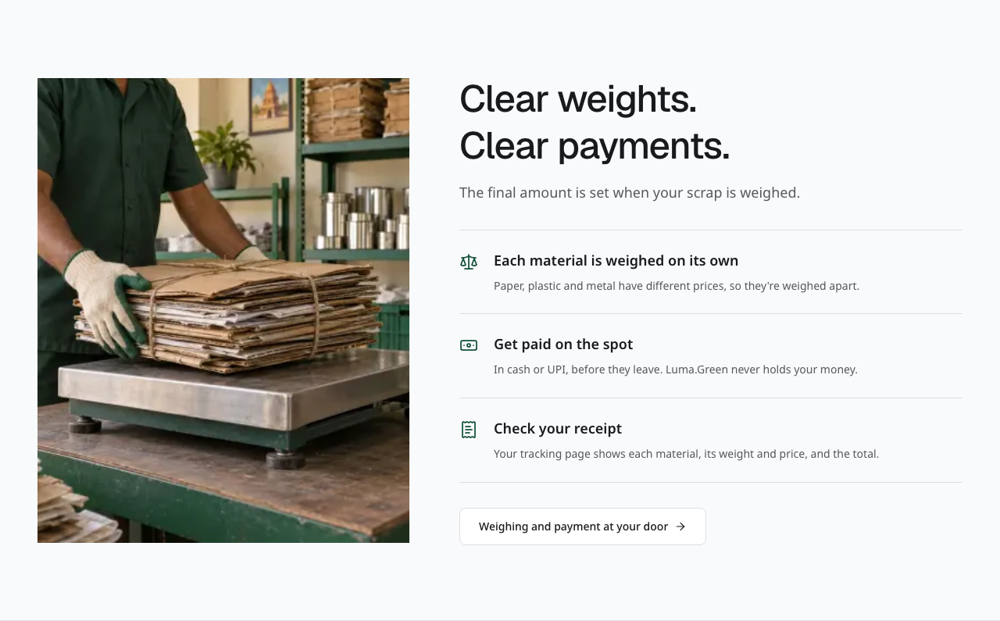 Clear weights.
Clear payments.
The final amount is set when your scrap is weighed.
Each material is weighed on its own
Paper, plastic and metal have different prices, so they're weighed apart.
Get paid on the spot
In cash or UPI, before they leave. Luma.Green never holds your money.
Check your receipt
Your tracking page shows each material, its weight and price, and the total.
Weighing and payment at your door →